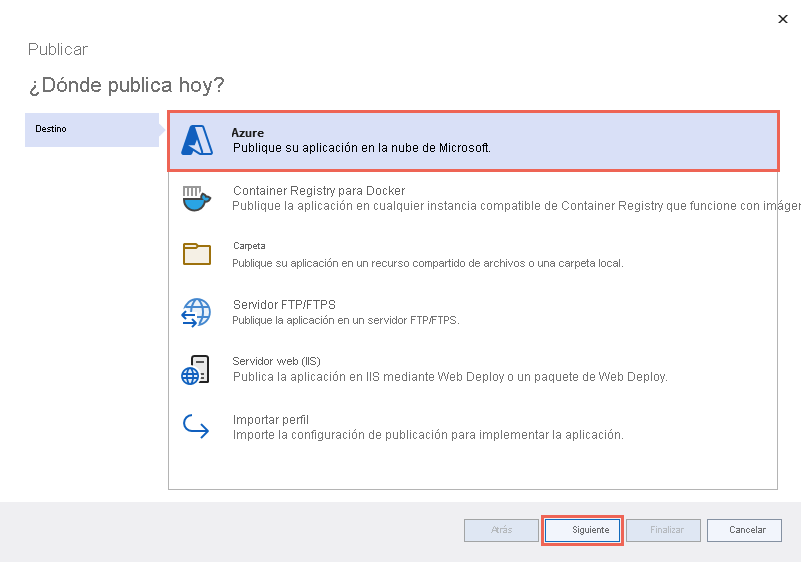 Publicar
¿Dónde publica hoy?
Destino
Azure
Publique su aplicación en la nube de Microsoft.
Container Registry para Docker
Publique la aplicación en cualquier instancia compatible de Container Registry que funcione con imáger
Carpeta
Publique su aplicación en un recurso compartido de archivos o una carpeta local.
Servidor FTP/FTPS
Publique la aplicación en un servidor FTP/FTPS.
Servidor web (IIS)
Publica la aplicación en IIS mediante Web Deploy o un paquete de Web Deploy.
Importar perfil
Importe la configuración de publicación para implementar la aplicación.
Atrás
Siguiente
Finalizar
Cancelar